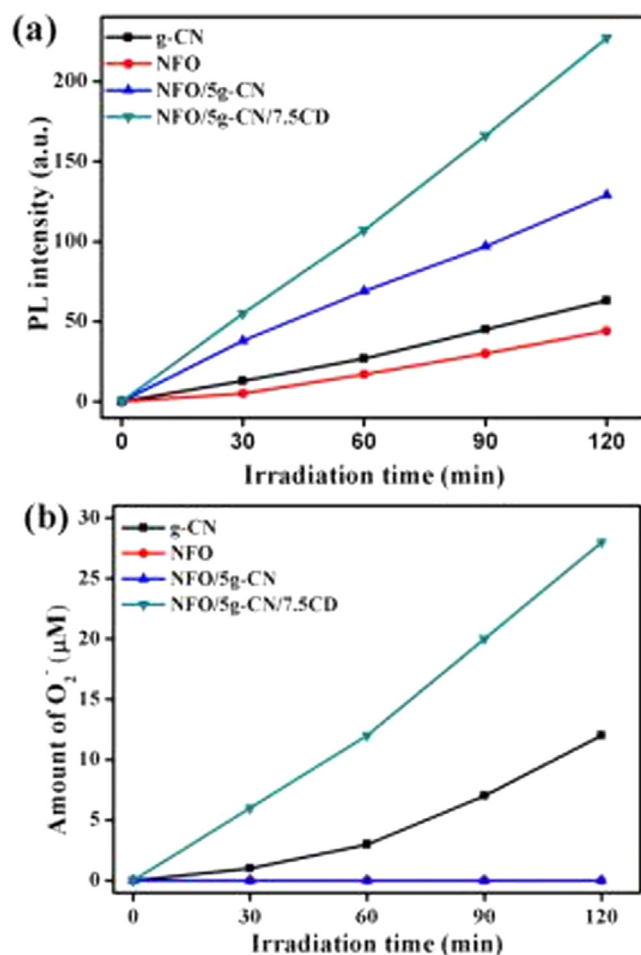 (a)
g-CN
NFO
NFO/5g-CN
NFO/5g-CN/7.5CD
PL intensity (a.u.)
200
150
100
50
0
0 30 60 90 120
Irradiation time (min)
(b)
g-CN
NFO
NFO/5g-CN
NFO/5g-CN/7.5CD
Amount of O₂⁻ (μM)
30
25
20
15
10
5
0
0 30 60 90 120
Irradiation time (min)